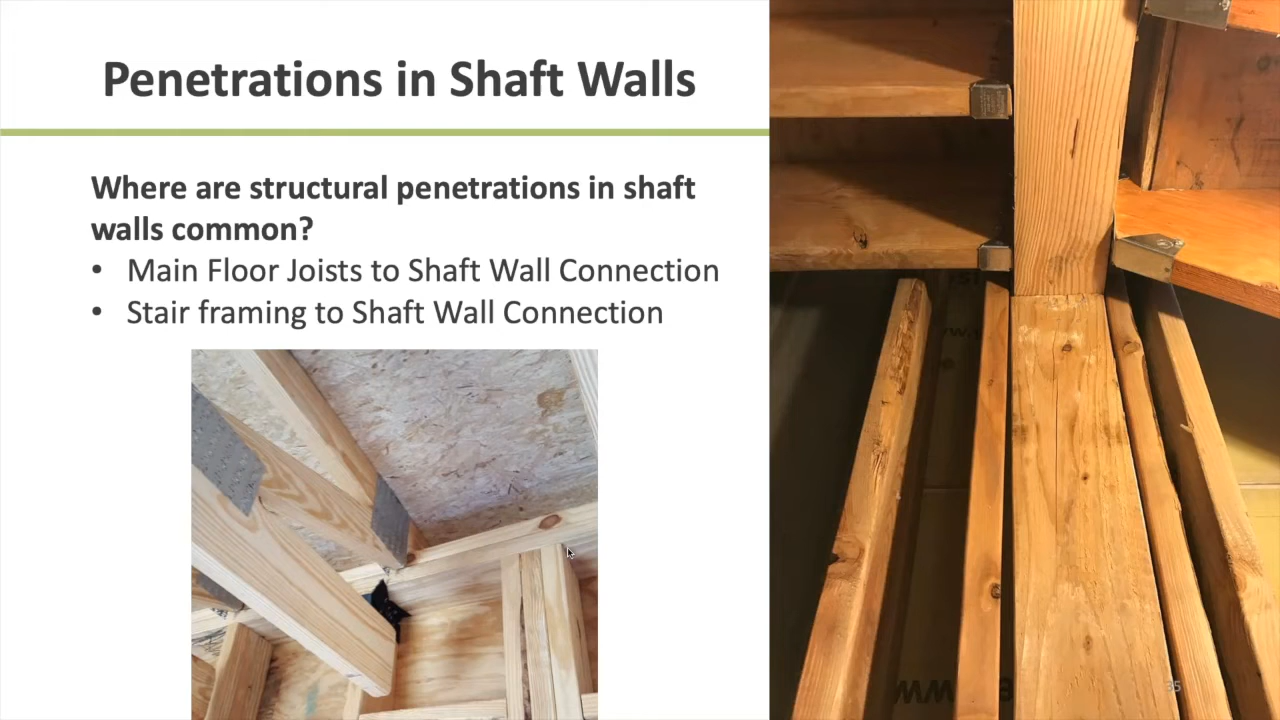 Penetrations in Shaft Walls
Where are structural penetrations in shaft
walls common?
• Main Floor Joists to Shaft Wall Connection
• Stair framing to Shaft Wall Connection
35